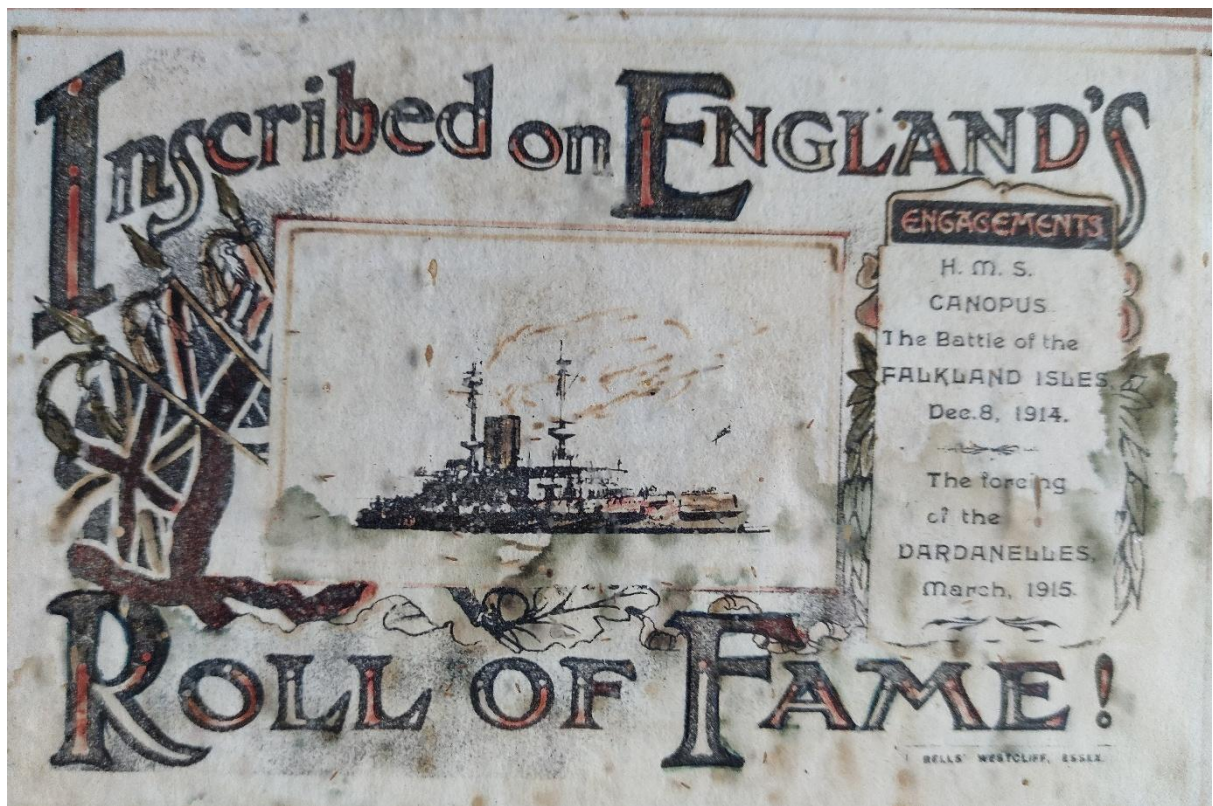 Inscribed on ENGLAND'S
ENGAGEMENTS
H. M. S.
CANOPUS
The Battle of the
FALKLAND ISLES.
Dec. 8, 1914.
The forcing
of the
DARDANELLES,
March, 1915.
ROLL OF FAME!
BELLS' WESTCLIFF, ESSEX.